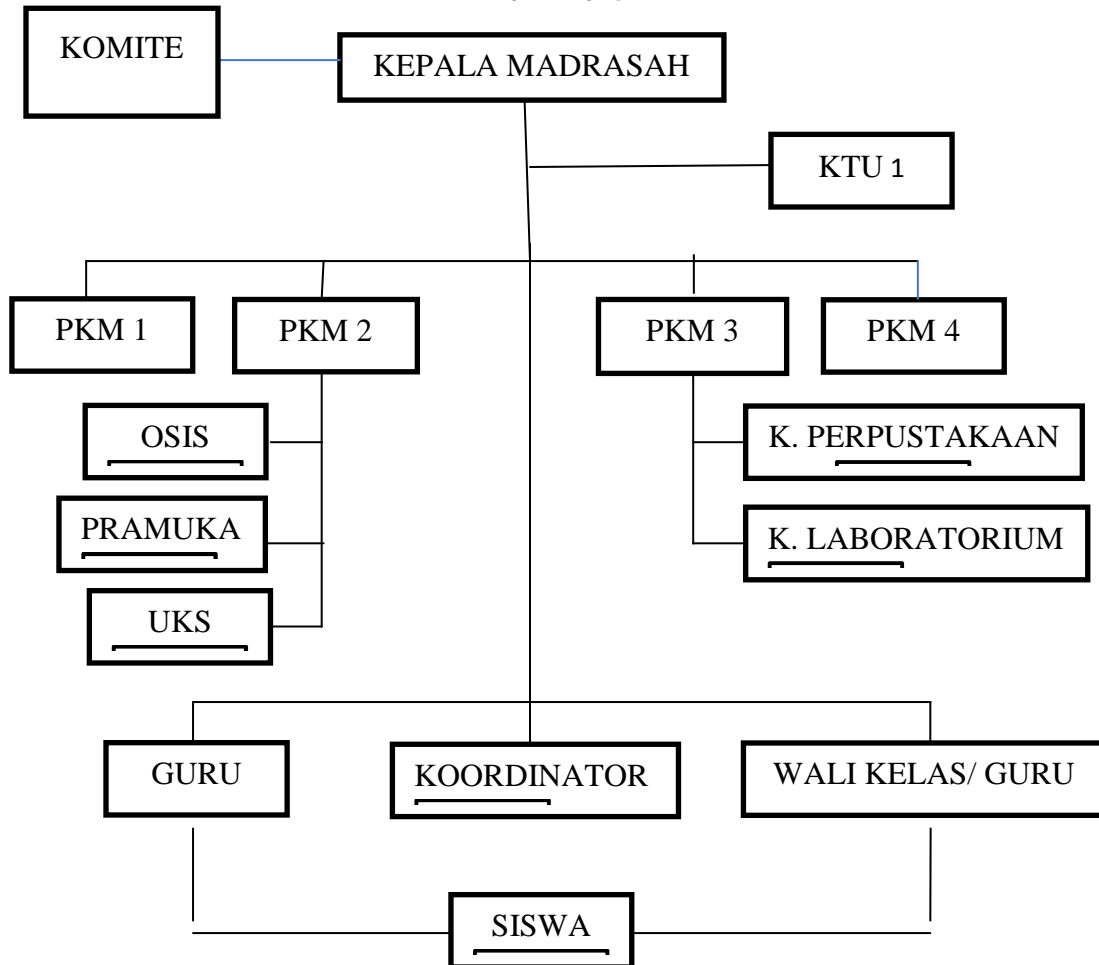 KOMITE
KEPALA MADRASAH
KTU 1
PKM 1
PKM 2
PKM 3
PKM 4
OSIS
K. PERPUSTAKAAN
PRAMUKA
K. LABORATORIUM
UKS
GURU
KOORDINATOR
WALI KELAS/ GURU
SISWA